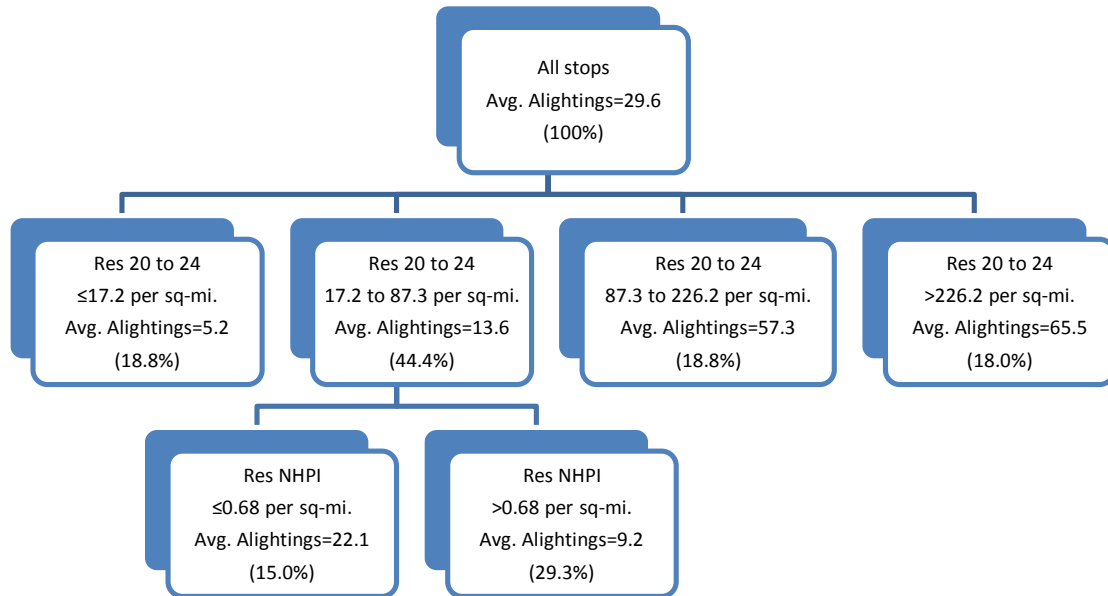 All stops
Avg. Alightings=29.6
(100%)
Res 20 to 24
≤17.2 per sq-mi.
Avg. Alightings=5.2
(18.8%)
Res 20 to 24
17.2 to 87.3 per sq-mi.
Avg. Alightings=13.6
(44.4%)
Res 20 to 24
87.3 to 226.2 per sq-mi.
Avg. Alightings=57.3
(18.8%)
Res 20 to 24
>226.2 per sq-mi.
Avg. Alightings=65.5
(18.0%)
Res NHPI
≤0.68 per sq-mi.
Avg. Alightings=22.1
(15.0%)
Res NHPI
>0.68 per sq-mi.
Avg. Alightings=9.2
(29.3%)